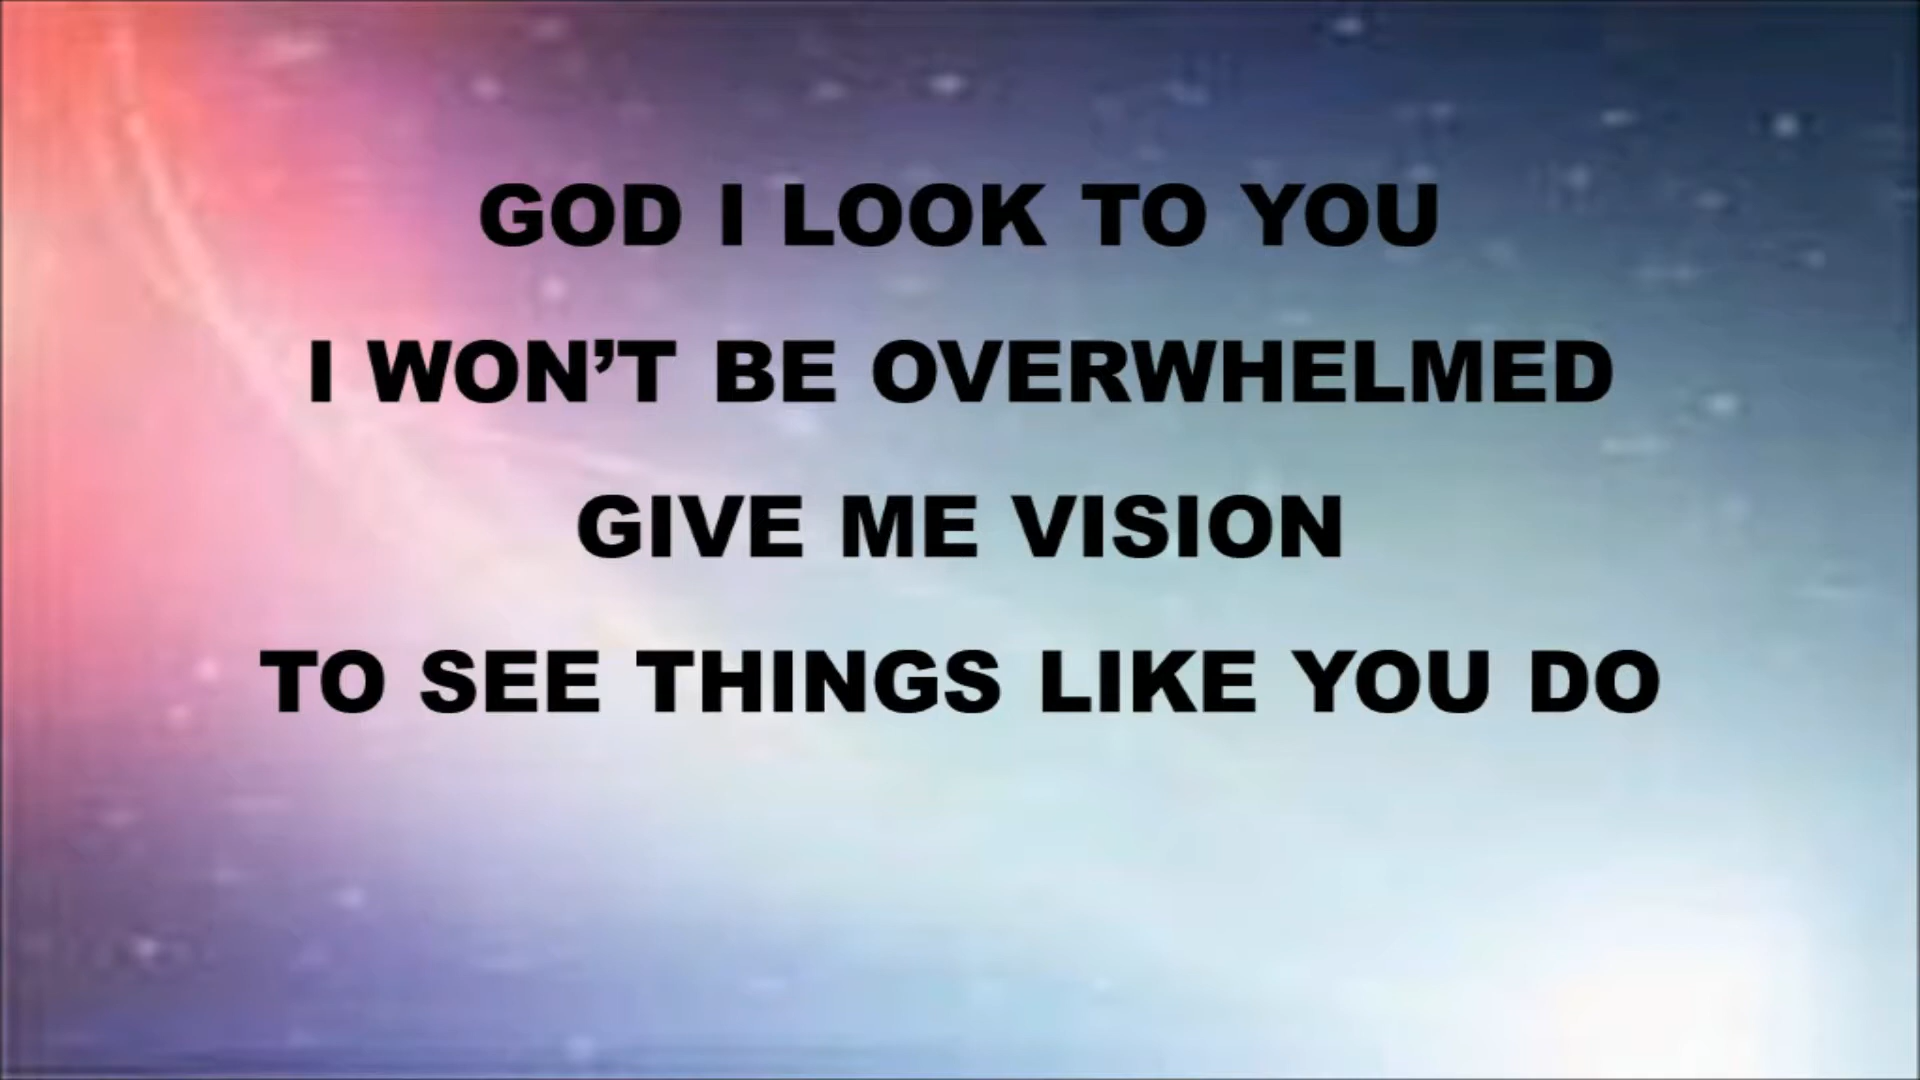 GOD I LOOK TO YOU
I WON’T BE OVERWHELMED
GIVE ME VISION
TO SEE THINGS LIKE YOU DO